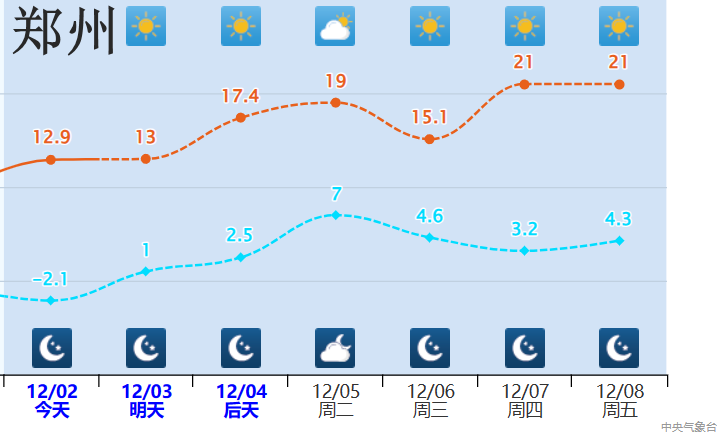 郑州
12.9 13 17.4 19 15.1 21 21
-2.1 1 2.5 7 4.6 3.2 4.3
12/02 12/03 12/04 12/05 12/06 12/07 12/08
今天 明天 后天 周二 周三 周四 周五
中央气象台